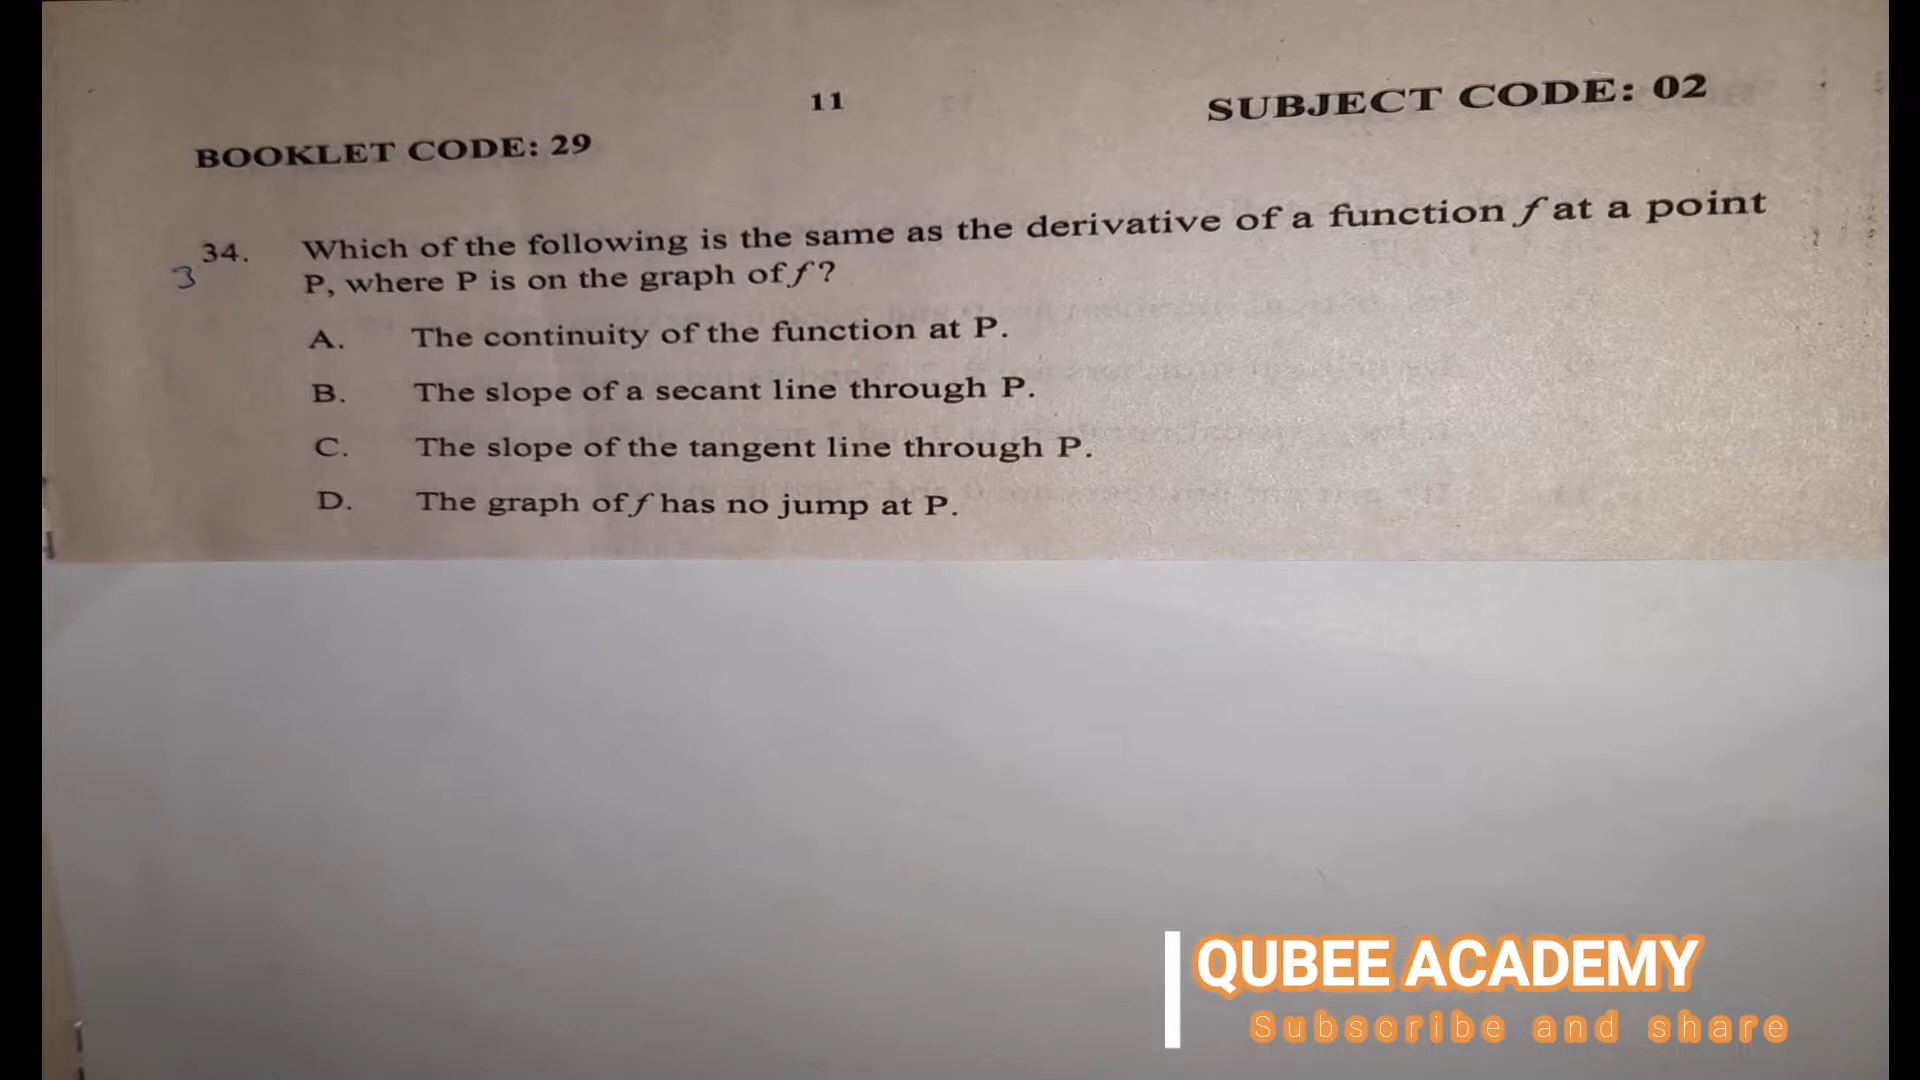 11
SUBJECT CODE: 02
BOOKLET CODE: 29
34. Which of the following is the same as the derivative of a function f at a point
3
P, where P is on the graph of f ?
A. The continuity of the function at P.
B. The slope of a secant line through P.
C. The slope of the tangent line through P.
D. The graph of f has no jump at P.
QUBEE ACADEMY
Subscribe and share